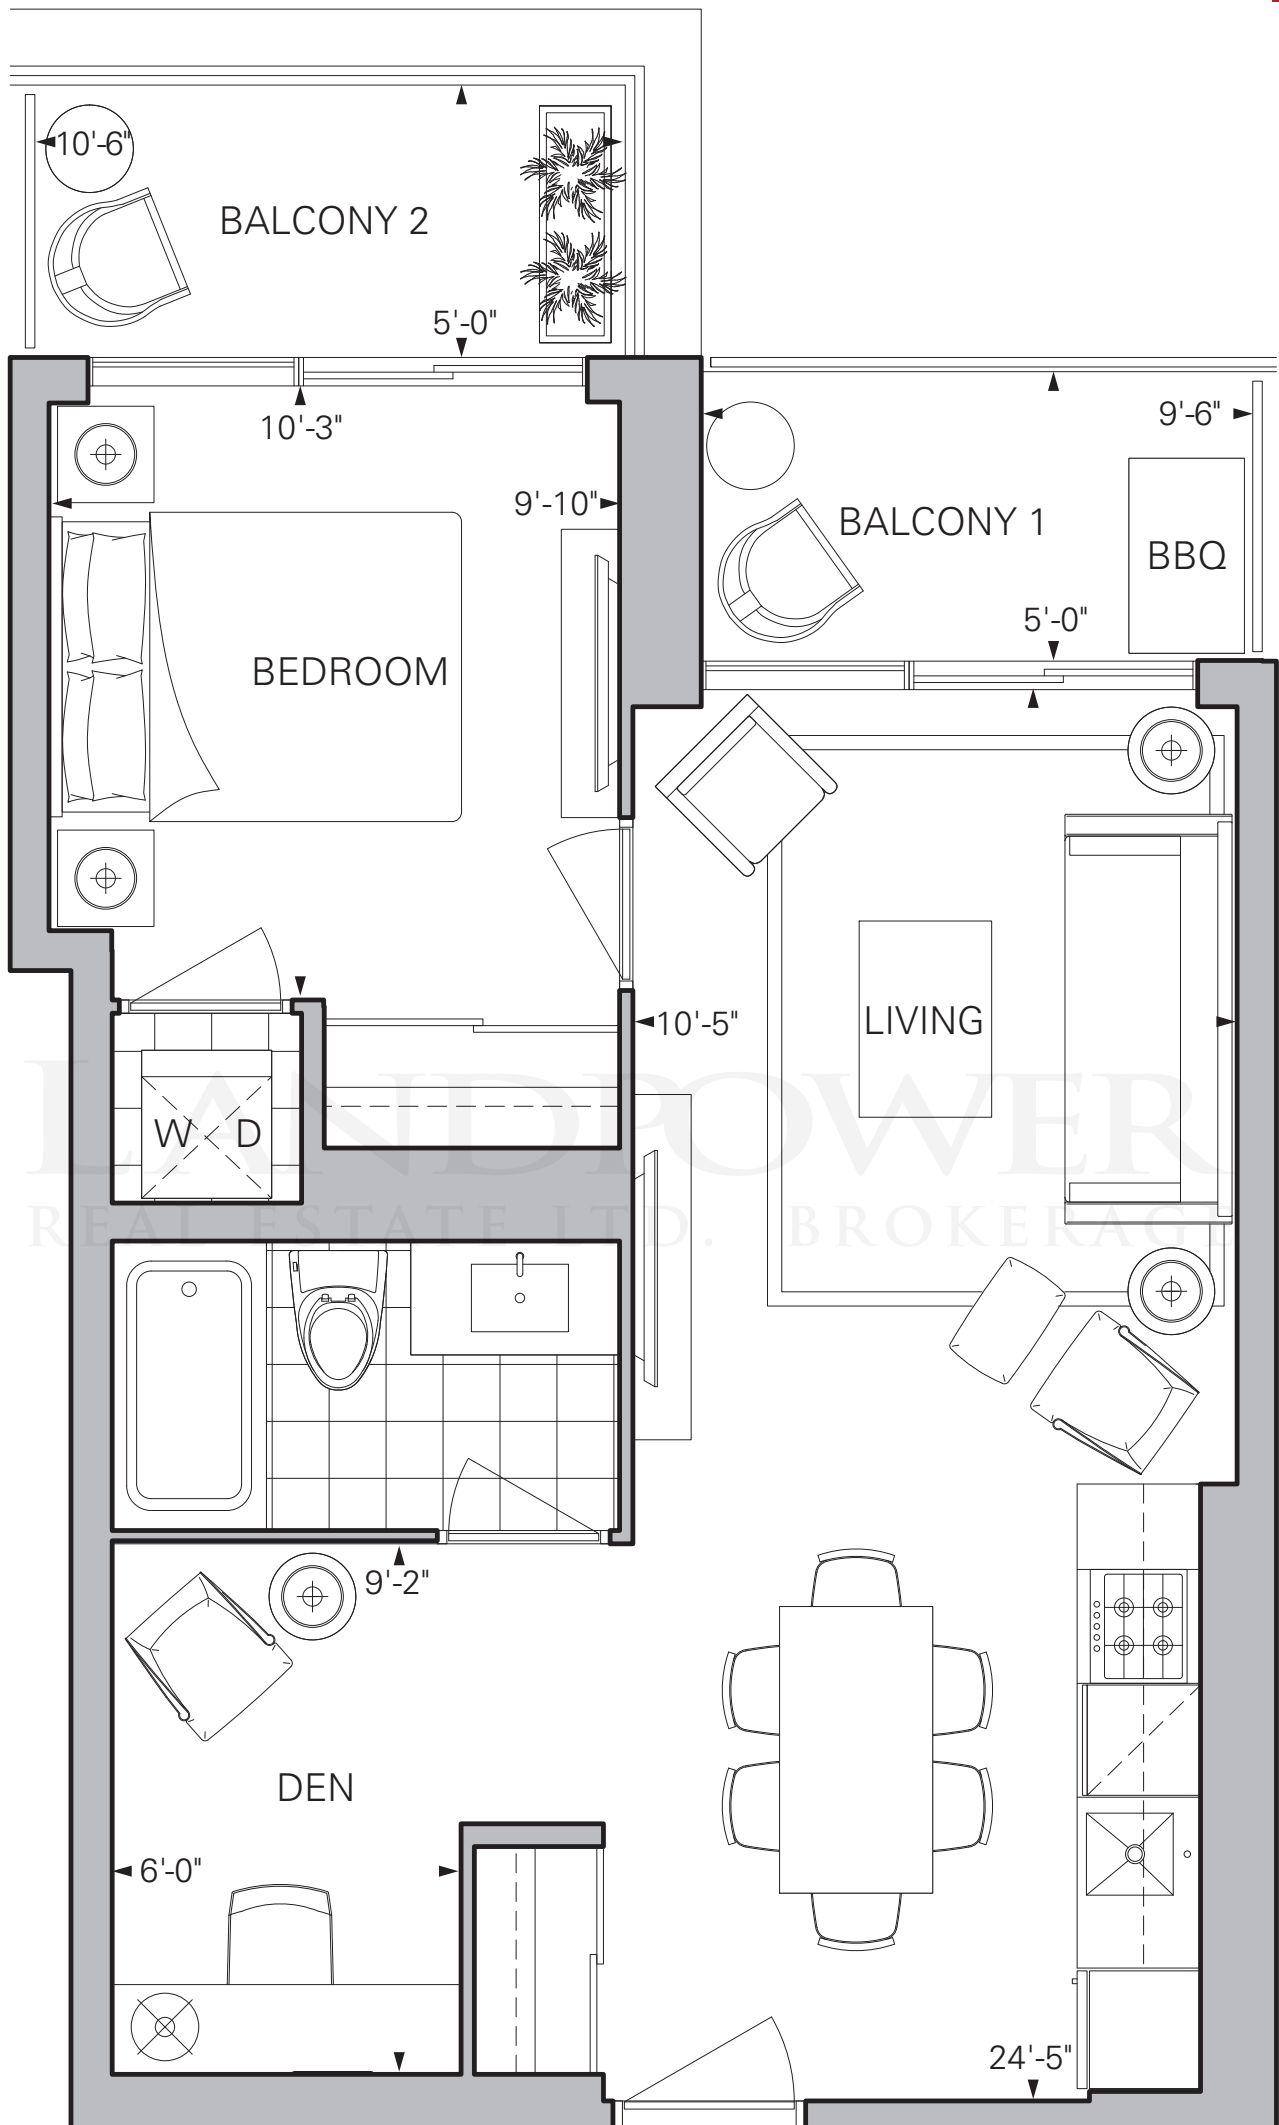 10'-6"
BALCONY 2
5'-0"
10'-3"
9'-6"
9'-10"
BALCONY 1
BBQ
5'-0"
BEDROOM
10'-5"
LIVING
LANDPOWER
W D
REAL ESTATE LTD. BROKERAGE
9'-2"
DEN
6'-0"
24'-5"